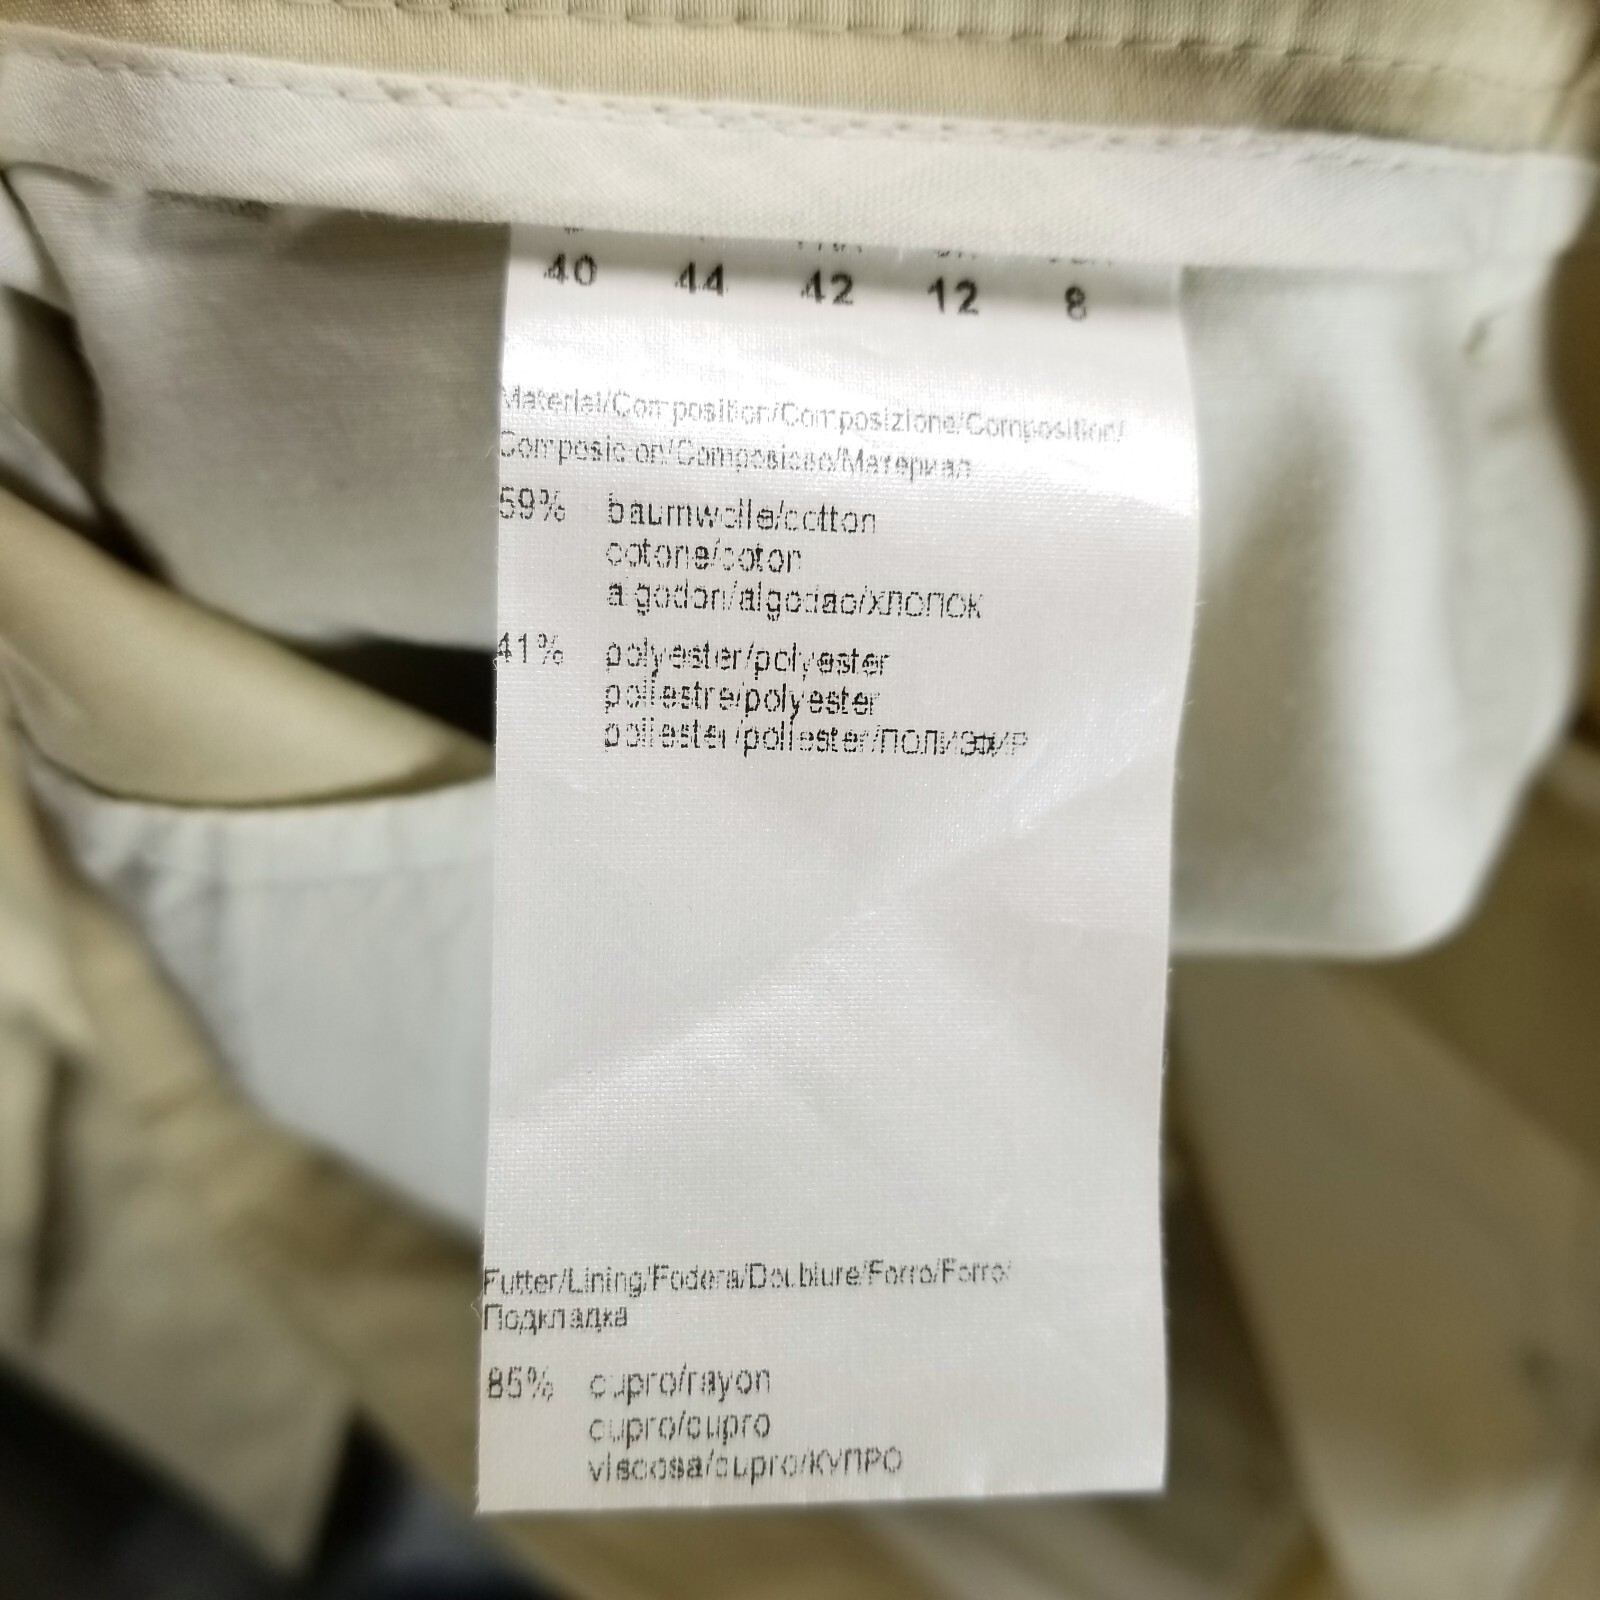 40 44 42 12 8
Material/Composition/Composizione/Composition/
Composicion/Composicao/Материал
59% baumwolle/cotton
cotone/coton
algodon/algodao/ХЛОПОК
41% polyester/polyester
poliestre/polyester
poliester/poliester/ПОЛИЭФИР
Futter/Lining/Fodera/Doublure/Forro/Forro/
Подкладка
85% cupro/rayon
cupro/cupro
viscosa/cupro/КУПРО